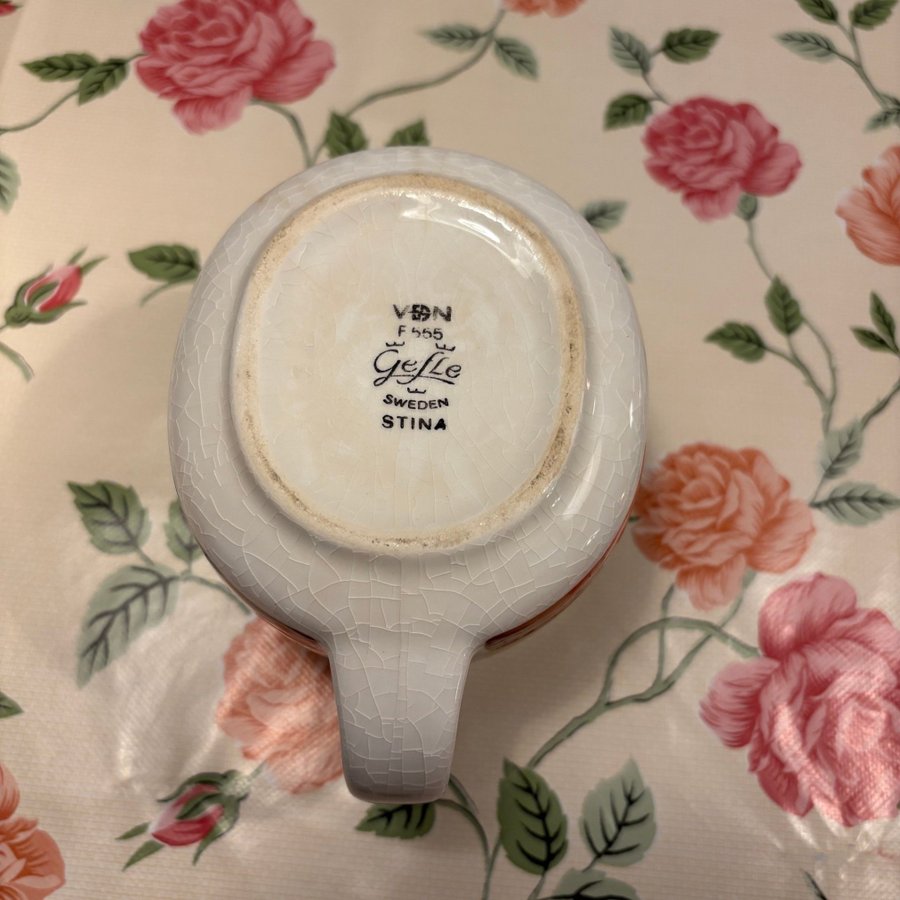 VDN
F 555
Gefle
SWEDEN
STINA